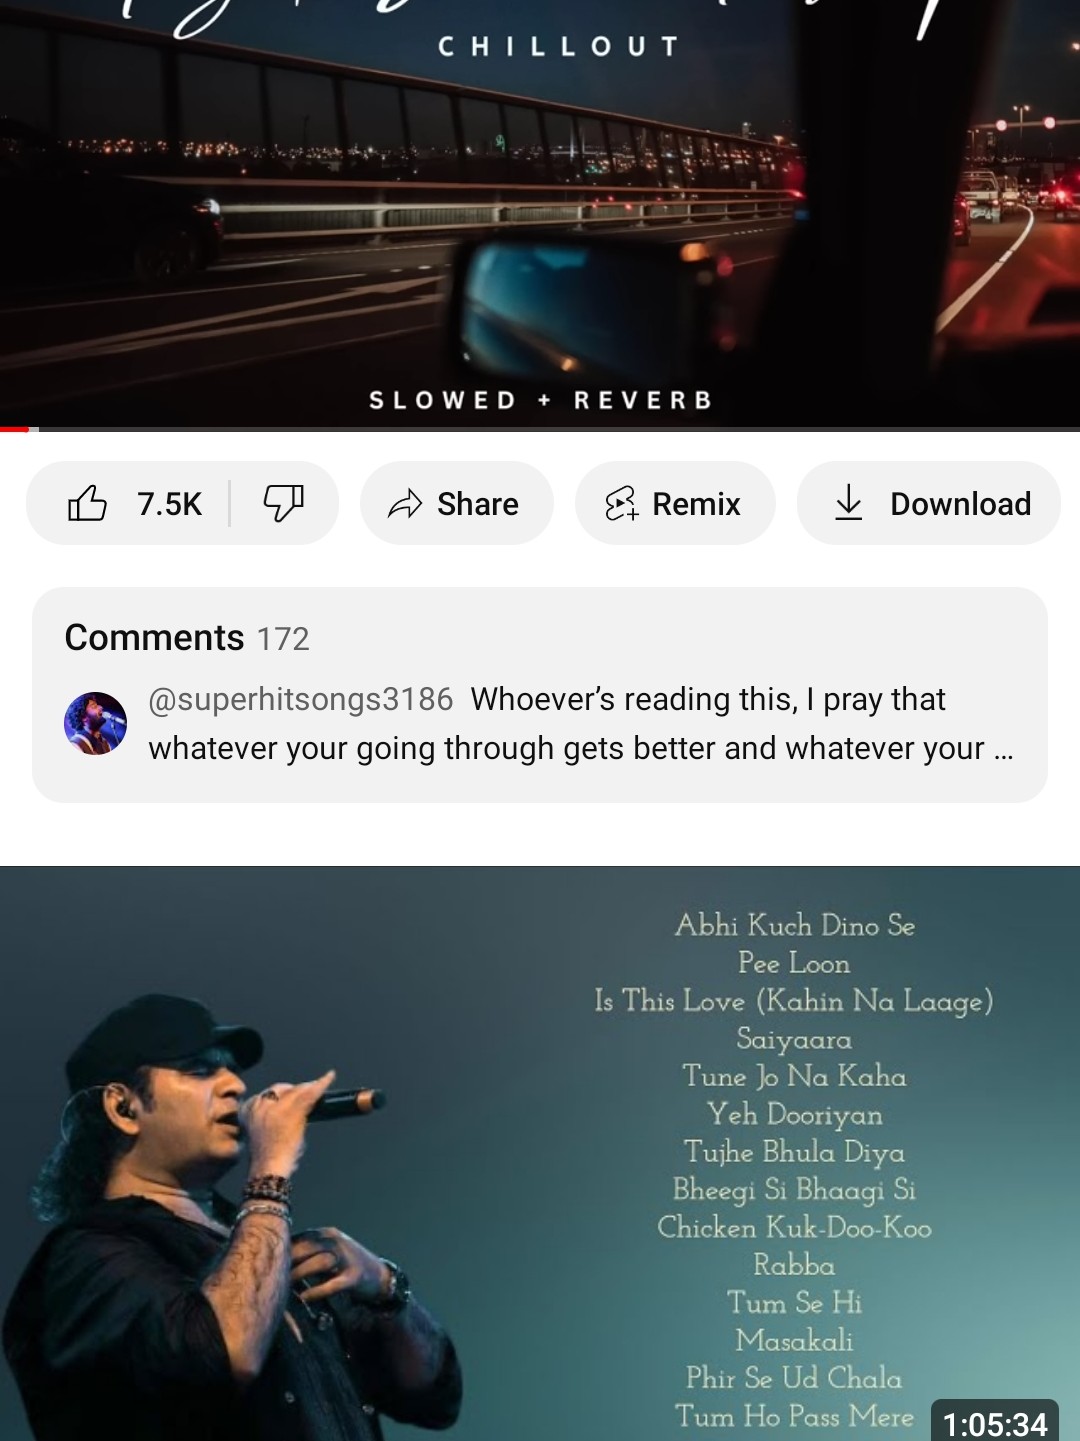 CHILLOUT
SLOWED + REVERB
7.5K
Share
Remix
Download
Comments 172
@superhitsongs3186 Whoever’s reading this, I pray that
whatever your going through gets better and whatever your ...
Abhi Kuch Dino Se
Pee Loon
Is This Love (Kahin Na Laage)
Saiyaara
Tune Jo Na Kaha
Yeh Dooriyan
Tujhe Bhula Diya
Bheegi Si Bhaagi Si
Chicken Kuk-Doo-Koo
Rabba
Tum Se Hi
Masakali
Phir Se Ud Chala
Tum Ho Pass Mere
1:05:34